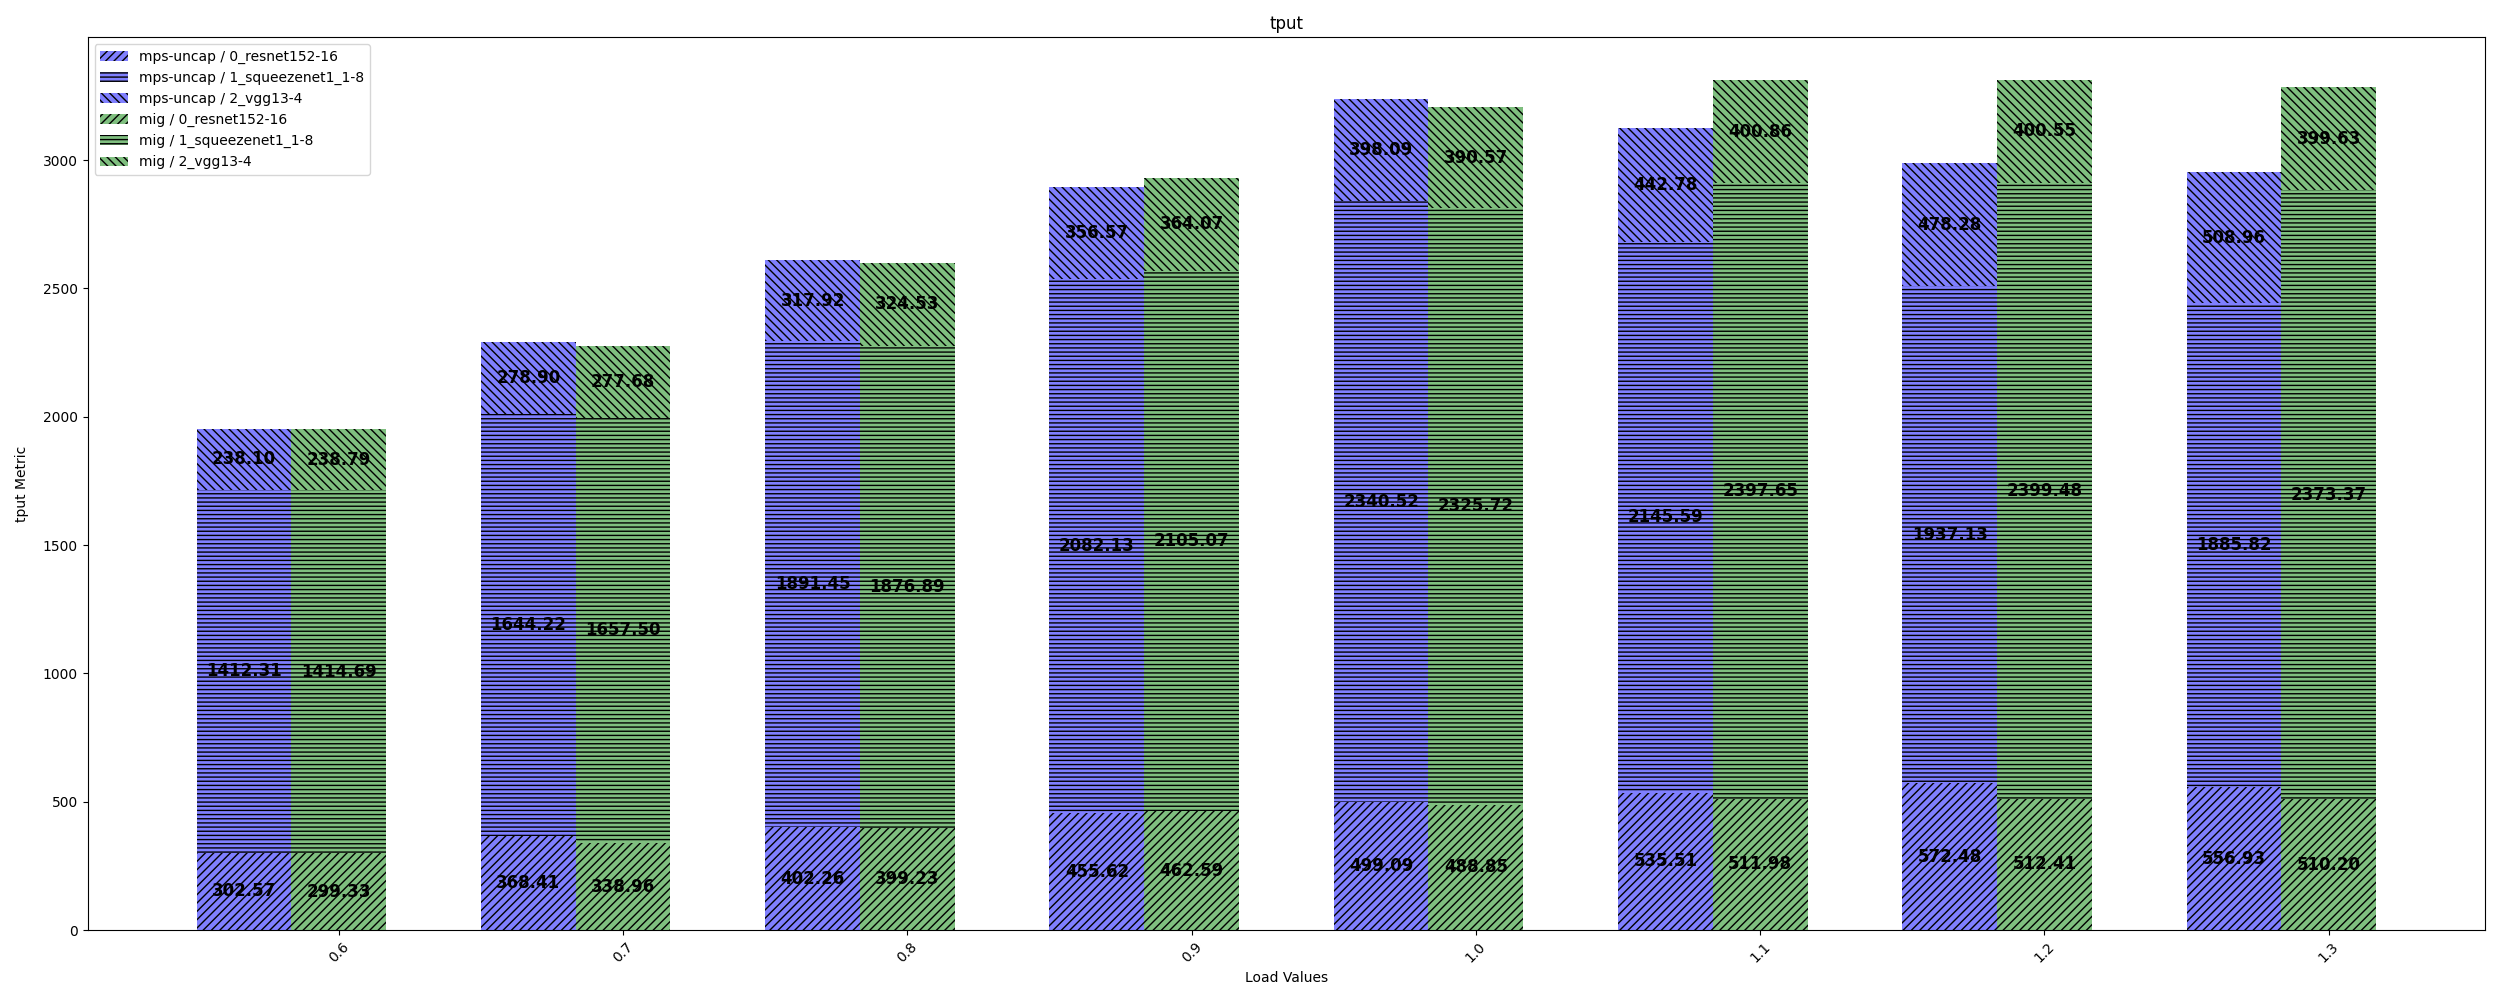 tput
mps-uncap / 0_resnet152-16
mps-uncap / 1_squeezenet1_1-8
mps-uncap / 2_vgg13-4
mig / 0_resnet152-16
mig / 1_squeezenet1_1-8
mig / 2_vgg13-4
tput Metric
3000
2500
2000
1500
1000
500
0
238.10 238.79 278.90 277.68 317.92 324.53 356.57 364.07 398.09 390.57 442.78 400.86 478.28 400.55 508.96 399.63
1412.31 1414.69 1644.22 1657.50 1891.45 1876.89 2082.13 2105.07 2340.52 2325.72 2145.59 2397.65 1937.13 2399.48 1885.82 2373.37
302.57 299.33 368.41 338.96 402.26 399.23 455.62 462.59 499.09 488.85 535.51 511.98 572.48 512.41 556.93 510.20
0.6 0.7 0.8 0.9 1.0 1.1 1.2 1.3
Load Values